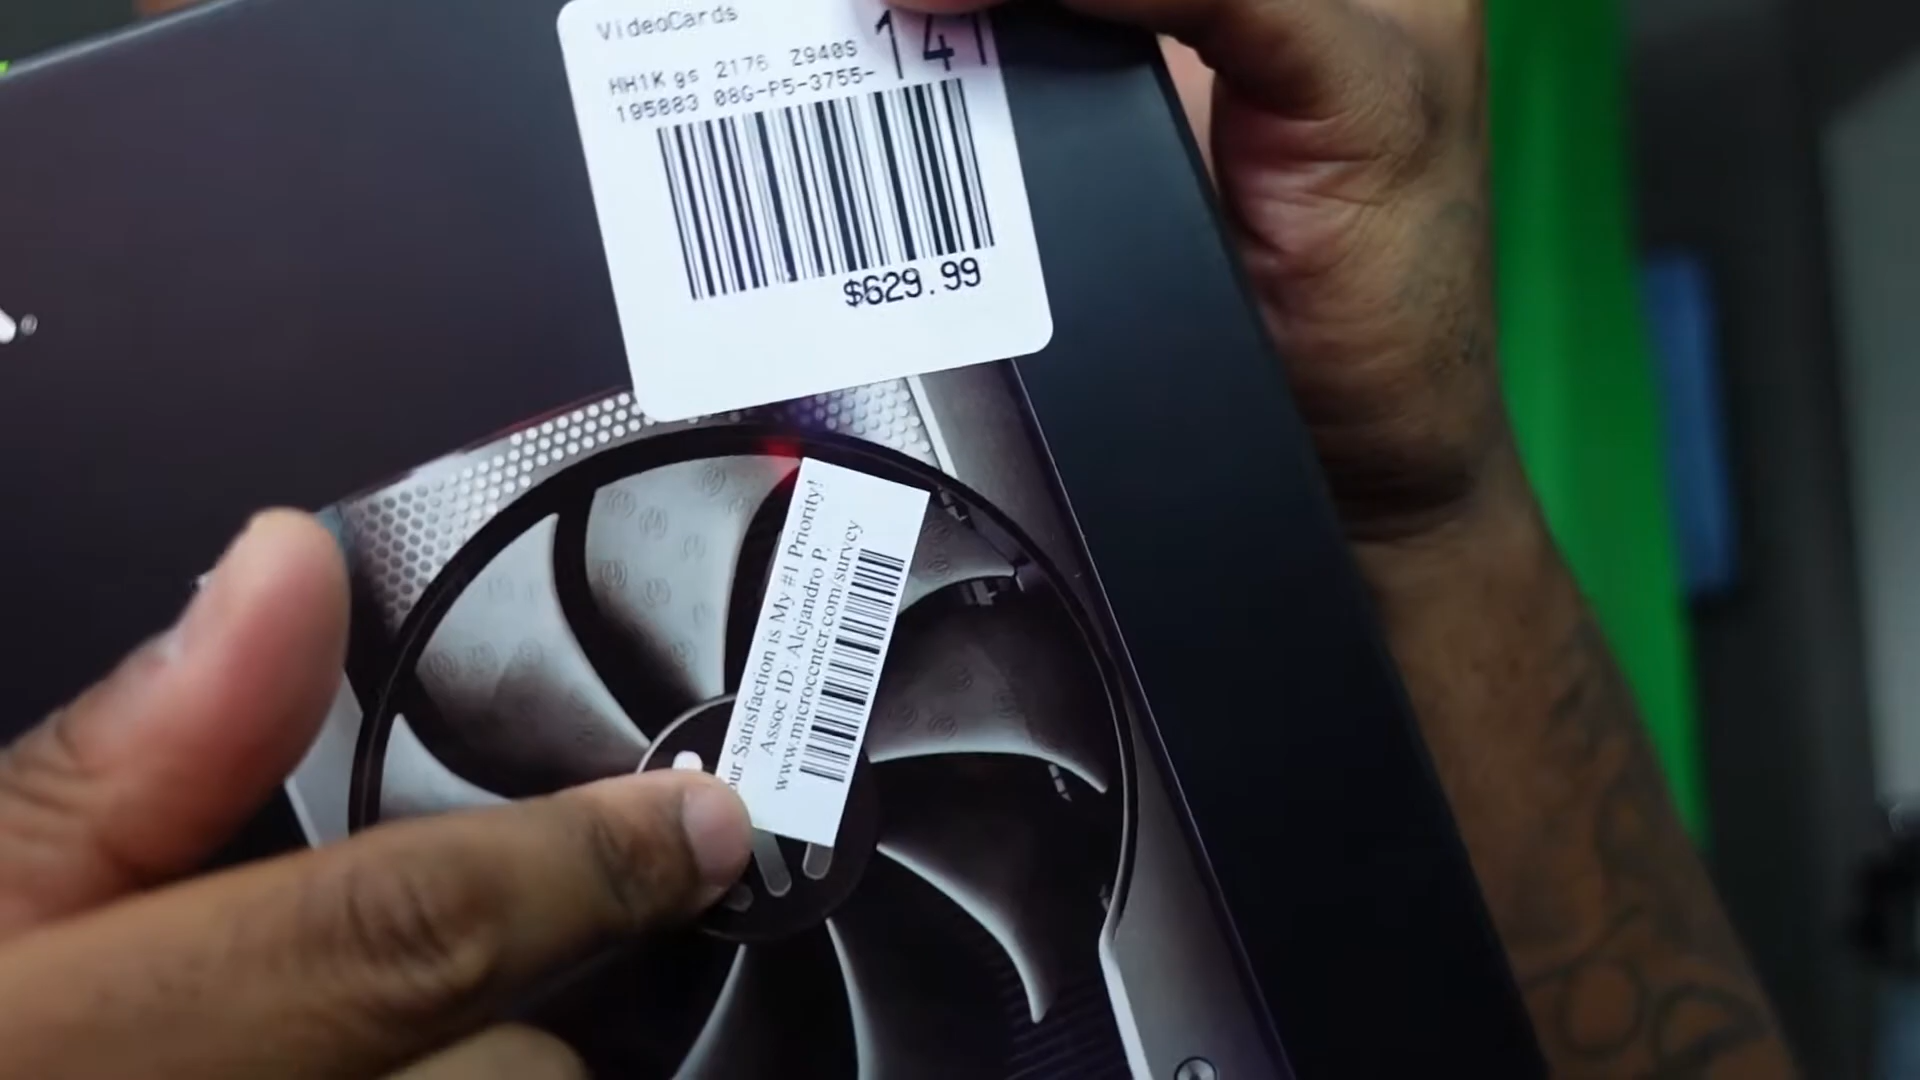 VideoCards
HH1K gs 2176 Z940S 141
195883 08G-P5-3755-
$629.99
our Satisfaction is My #1 Priority!
Assoc ID: Alejandro P.
www.microcenter.com/survey